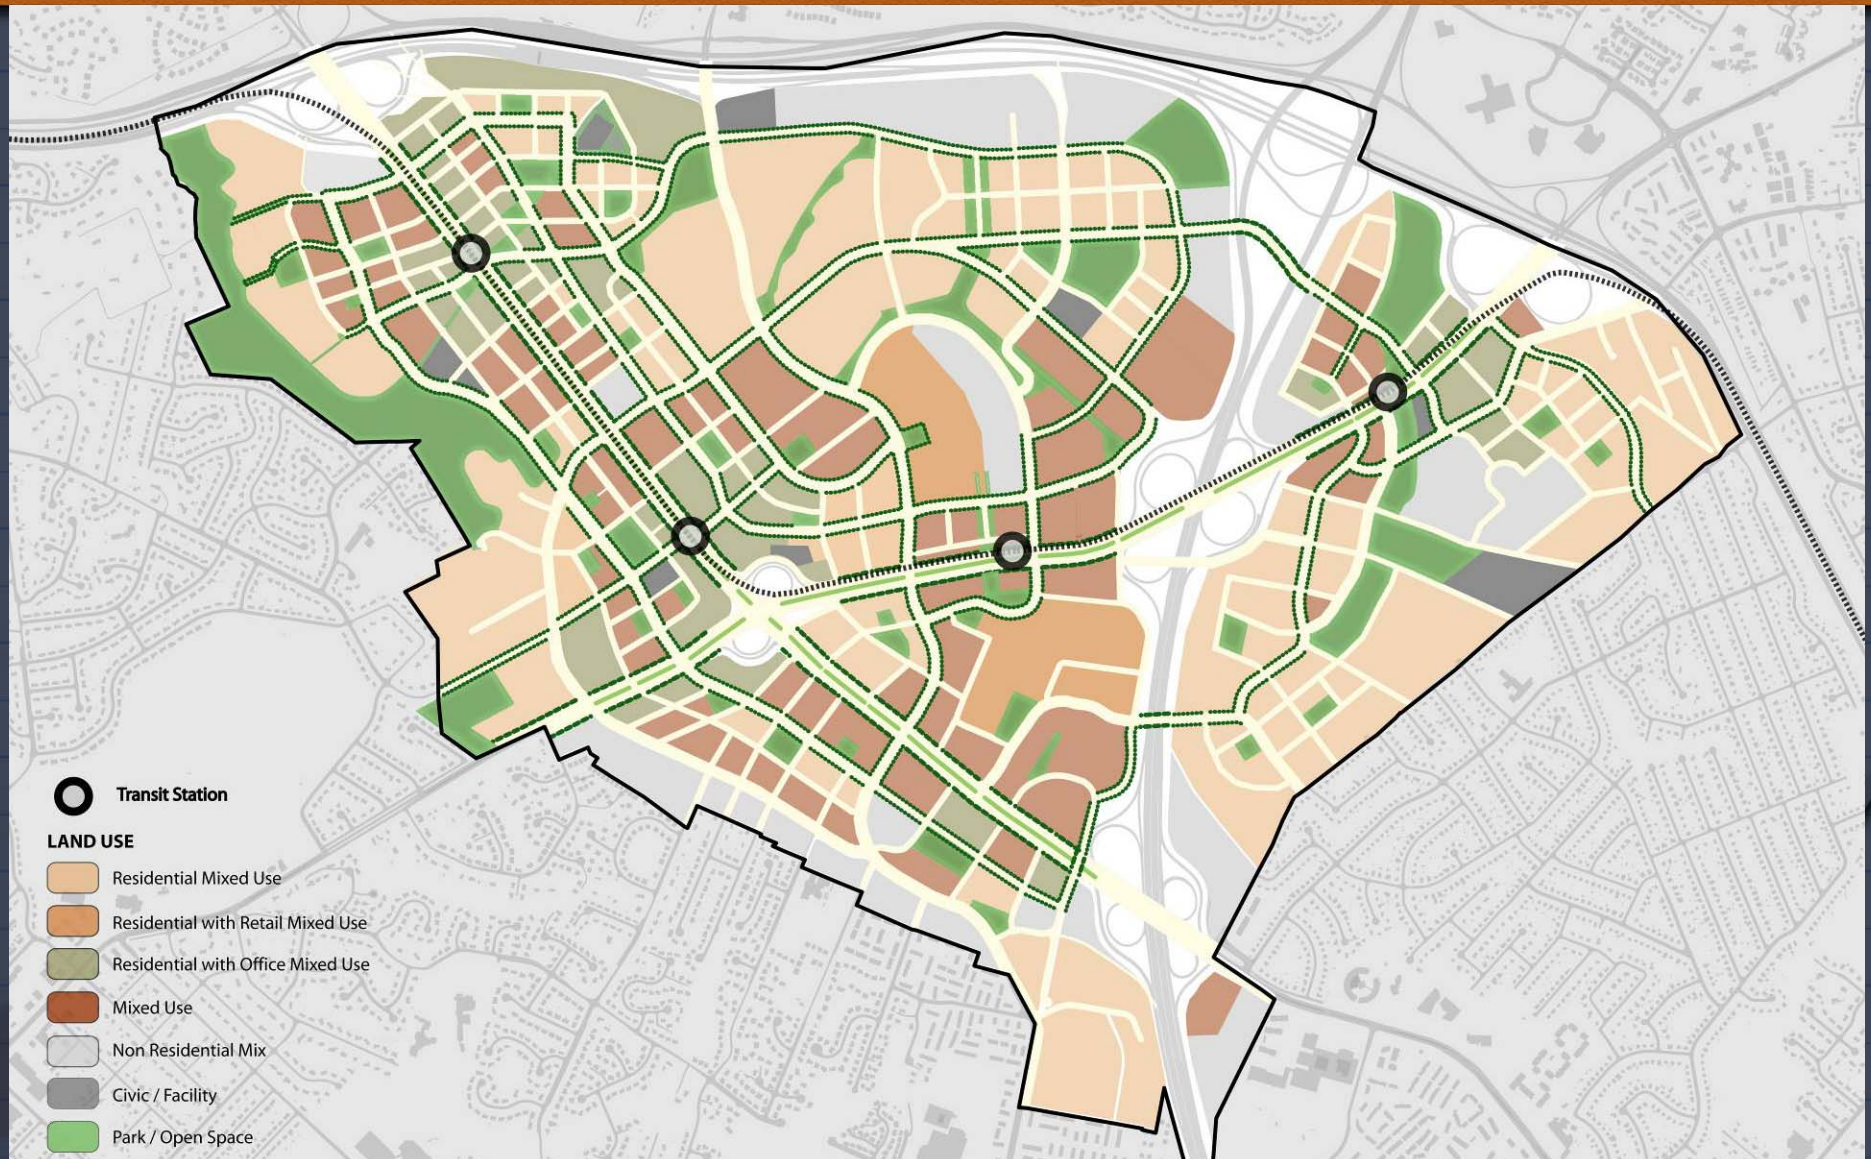 Transit Station
LAND USE
Residential Mixed Use
Residential with Retail Mixed Use
Residential with Office Mixed Use
Mixed Use
Non Residential Mix
Civic / Facility
Park / Open Space